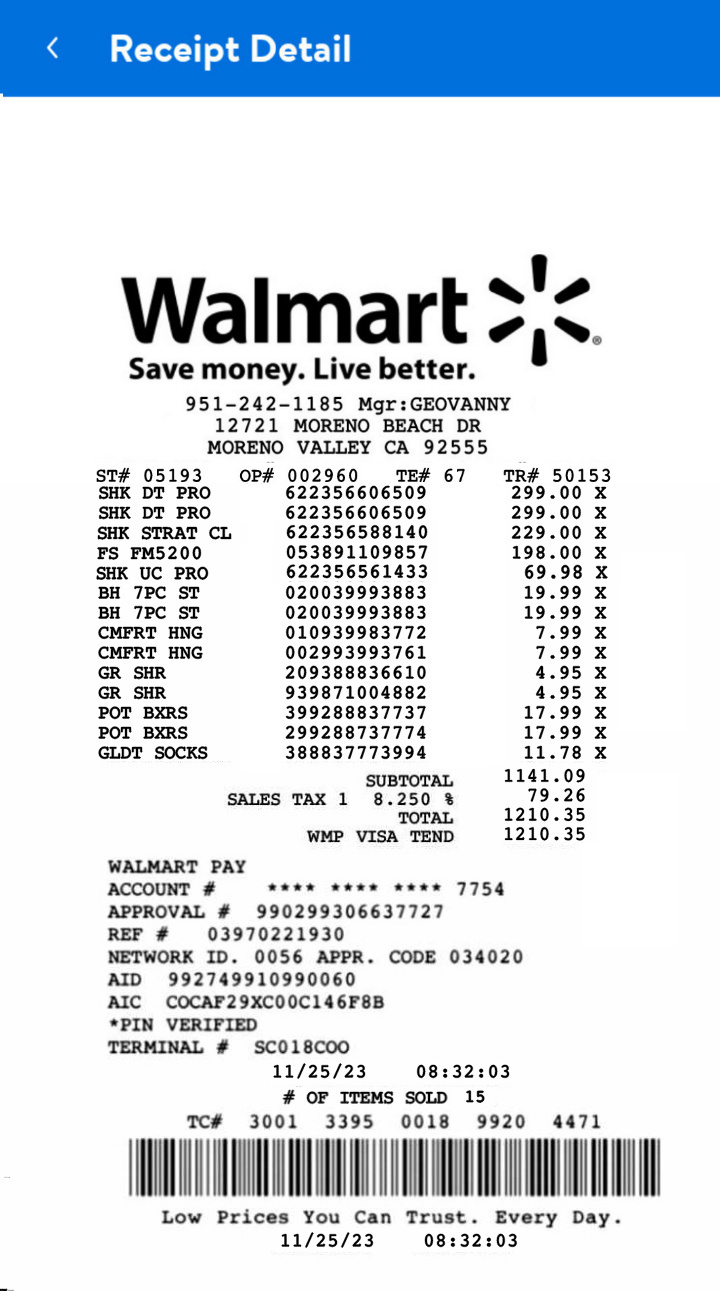 Receipt Detail
Walmart
Save money. Live better.
951-242-1185 Mgr:GEOVANNY
12721 MORENO BEACH DR
MORENO VALLEY CA 92555
ST# 05193 OP# 002960 TE# 67 TR# 50153
SHK DT PRO 622356606509 299.00 X
SHK DT PRO 622356606509 299.00 X
SHK STRAT CL 622356588140 229.00 X
FS FM5200 053891109857 198.00 X
SHK UC PRO 622356561433 69.98 X
BH 7PC ST 020039993883 19.99 X
BH 7PC ST 020039993883 19.99 X
CMFRT HNG 010939983772 7.99 X
CMFRT HNG 002993993761 7.99 X
GR SHR 209388836610 4.95 X
GR SHR 939871004882 4.95 X
POT BXRS 399288837737 17.99 X
POT BXRS 299288737774 17.99 X
GLDT SOCKS 388837773994 11.78 X
SUBTOTAL 1141.09
SALES TAX 1 8.250 % 79.26
TOTAL 1210.35
WMP VISA TEND 1210.35
WALMART PAY
ACCOUNT # **** **** **** 7754
APPROVAL # 990299306637727
REF # 03970221930
NETWORK ID. 0056 APPR. CODE 034020
AID 992749910990060
AIC COCAF29XC00C146F8B
*PIN VERIFIED
TERMINAL # SC018COO
11/25/23 08:32:03
# OF ITEMS SOLD 15
TC# 3001 3395 0018 9920 4471
Low Prices You Can Trust. Every Day.
11/25/23 08:32:03